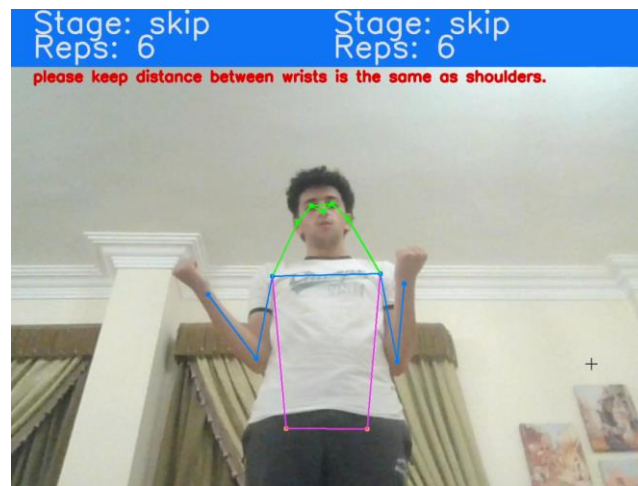 Stage: skip Stage: skip
Reps: 6 Reps: 6
please keep distance between wrists is the same as shoulders.